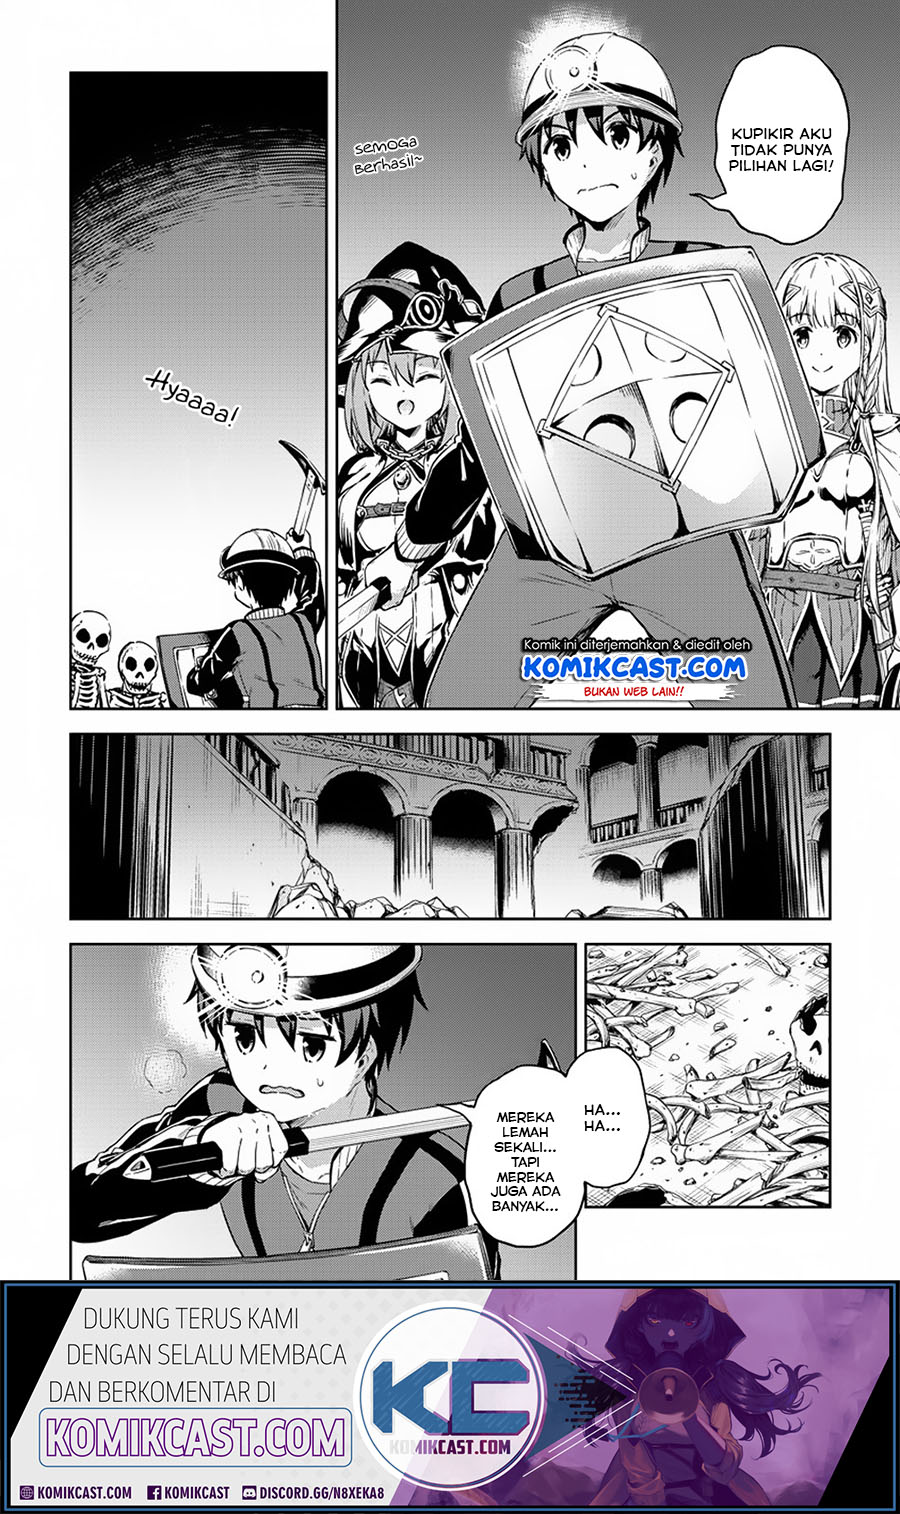 KUPIKIR AKU
TIDAK PUNYA
PILIHAN LAGI!
SEMOGA
BERHASIL~
Hyaaaa!
Komik ini diterjemahkan & diedit oleh
KOMIKCAST.COM
BUKAN WEB LAIN!!
HA...
HA...
MEREKA
LEMAH
SEKALI...
TAPI
MEREKA
JUGA ADA
BANYAK...
DUKUNG TERUS KAMI
DENGAN SELALU MEMBACA
DAN BERKOMENTAR DI
KOMIKCAST.COM
KC
KOMIKCAST.COM
KOMIKCAST.COM KOMIKCAST DISCORD.GG/N8XEKA8